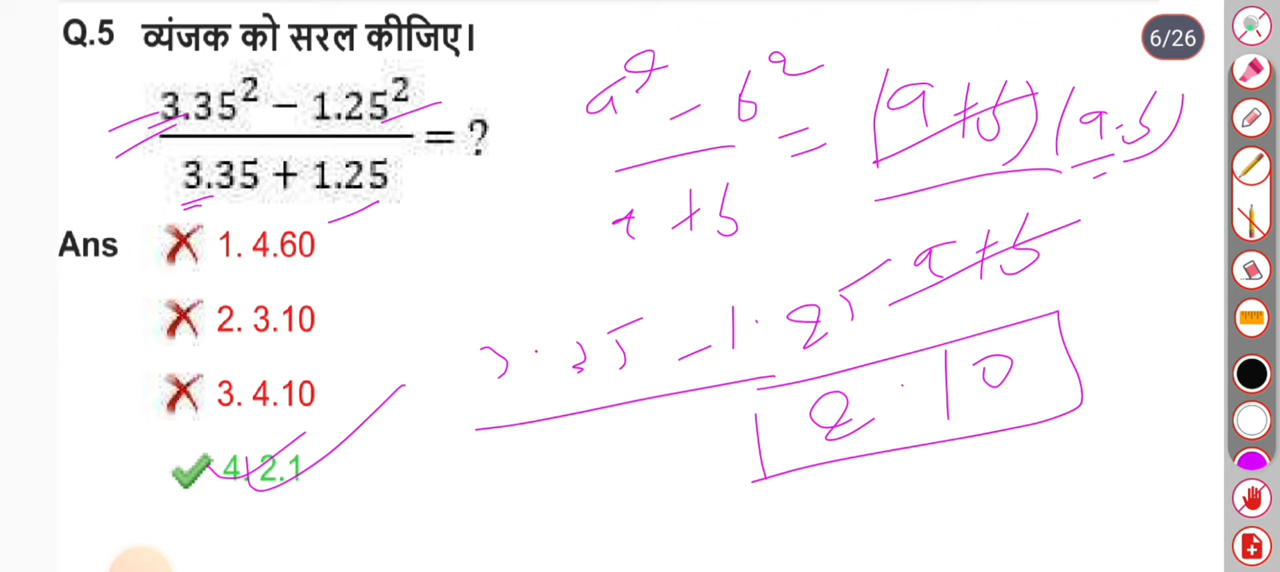 Q.5 व्यंजक को सरल कीजिए।
6/26
3.35² − 1.25²
3.35 + 1.25
= ?
a² - b²
a + b
= (a+b)(a-b)
a+b
Ans
1. 4.60
2. 3.10
3. 4.10
4. 2.1
3.35 - 1.25
2.10